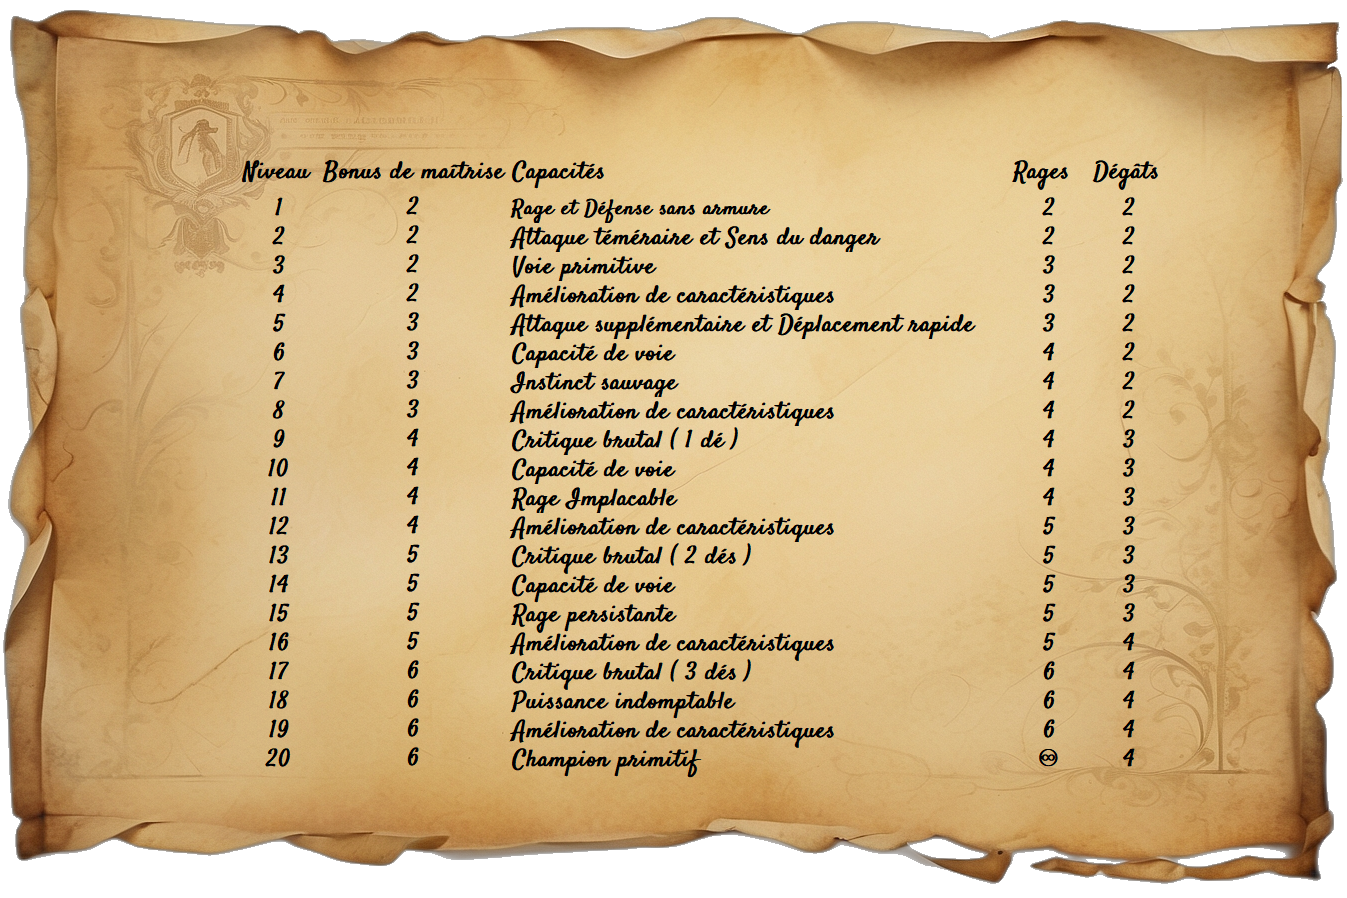 Niveau Bonus de maîtrise Capacités Rages Dégâts
1 2 Rage et Défense sans armure 2 2
2 2 Attaque téméraire et Sens du danger 2 2
3 2 Voie primitive 3 2
4 2 Amélioration de caractéristiques 3 2
5 3 Attaque supplémentaire et Déplacement rapide 3 2
6 3 Capacité de voie 4 2
7 3 Instinct sauvage 4 2
8 3 Amélioration de caractéristiques 4 2
9 4 Critique brutal ( 1 dé ) 4 3
10 4 Capacité de voie 4 3
11 4 Rage Implacable 4 3
12 4 Amélioration de caractéristiques 5 3
13 5 Critique brutal ( 2 dés ) 5 3
14 5 Capacité de voie 5 3
15 5 Rage persistante 5 3
16 5 Amélioration de caractéristiques 5 4
17 6 Critique brutal ( 3 dés ) 6 4
18 6 Puissance indomptable 6 4
19 6 Amélioration de caractéristiques 6 4
20 6 Champion primitif ♾ 4